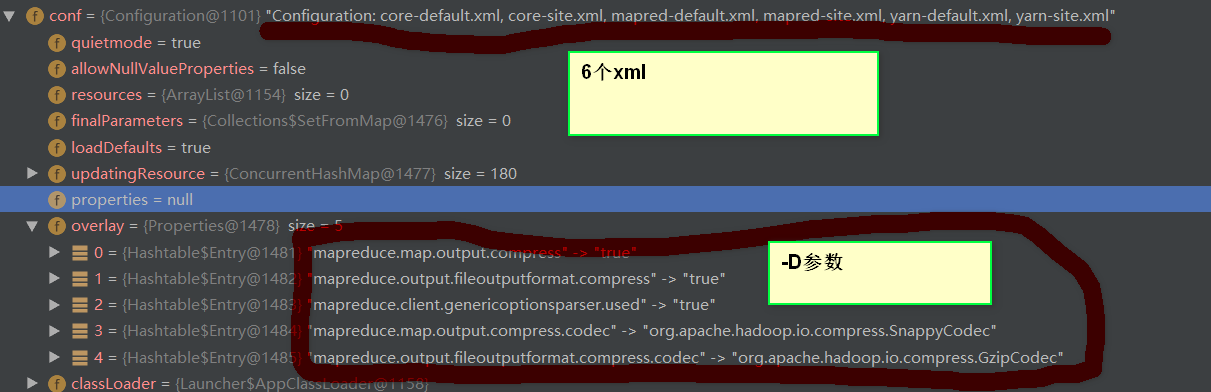 conf = {Configuration@1101} "Configuration: core-default.xml, core-site.xml, mapred-default.xml, mapred-site.xml, yarn-default.xml, yarn-site.xml"
f quietmode = true
6个xml
f allowNullValueProperties = false
f resources = {ArrayList@1154} size = 0
f finalParameters = {Collections$SetFromMap@1476} size = 0
f loadDefaults = true
f updatingResource = {ConcurrentHashMap@1477} size = 180
f properties = null
f overlay = {Properties@1478} size = 5
0 = {Hashtable$Entry@1481} "mapreduce.map.output.compress" -> "true"
-D参数
1 = {Hashtable$Entry@1482} "mapreduce.output.fileoutputformat.compress" -> "true"
2 = {Hashtable$Entry@1483} "mapreduce.client.genericoptionsparser.used" -> "true"
3 = {Hashtable$Entry@1484} "mapreduce.map.output.compress.codec" -> "org.apache.hadoop.io.compress.SnappyCodec"
4 = {Hashtable$Entry@1485} "mapreduce.output.fileoutputformat.compress.codec" -> "org.apache.hadoop.io.compress.GzipCodec"
f classLoader = {Launcher$AppClassLoader@1158}